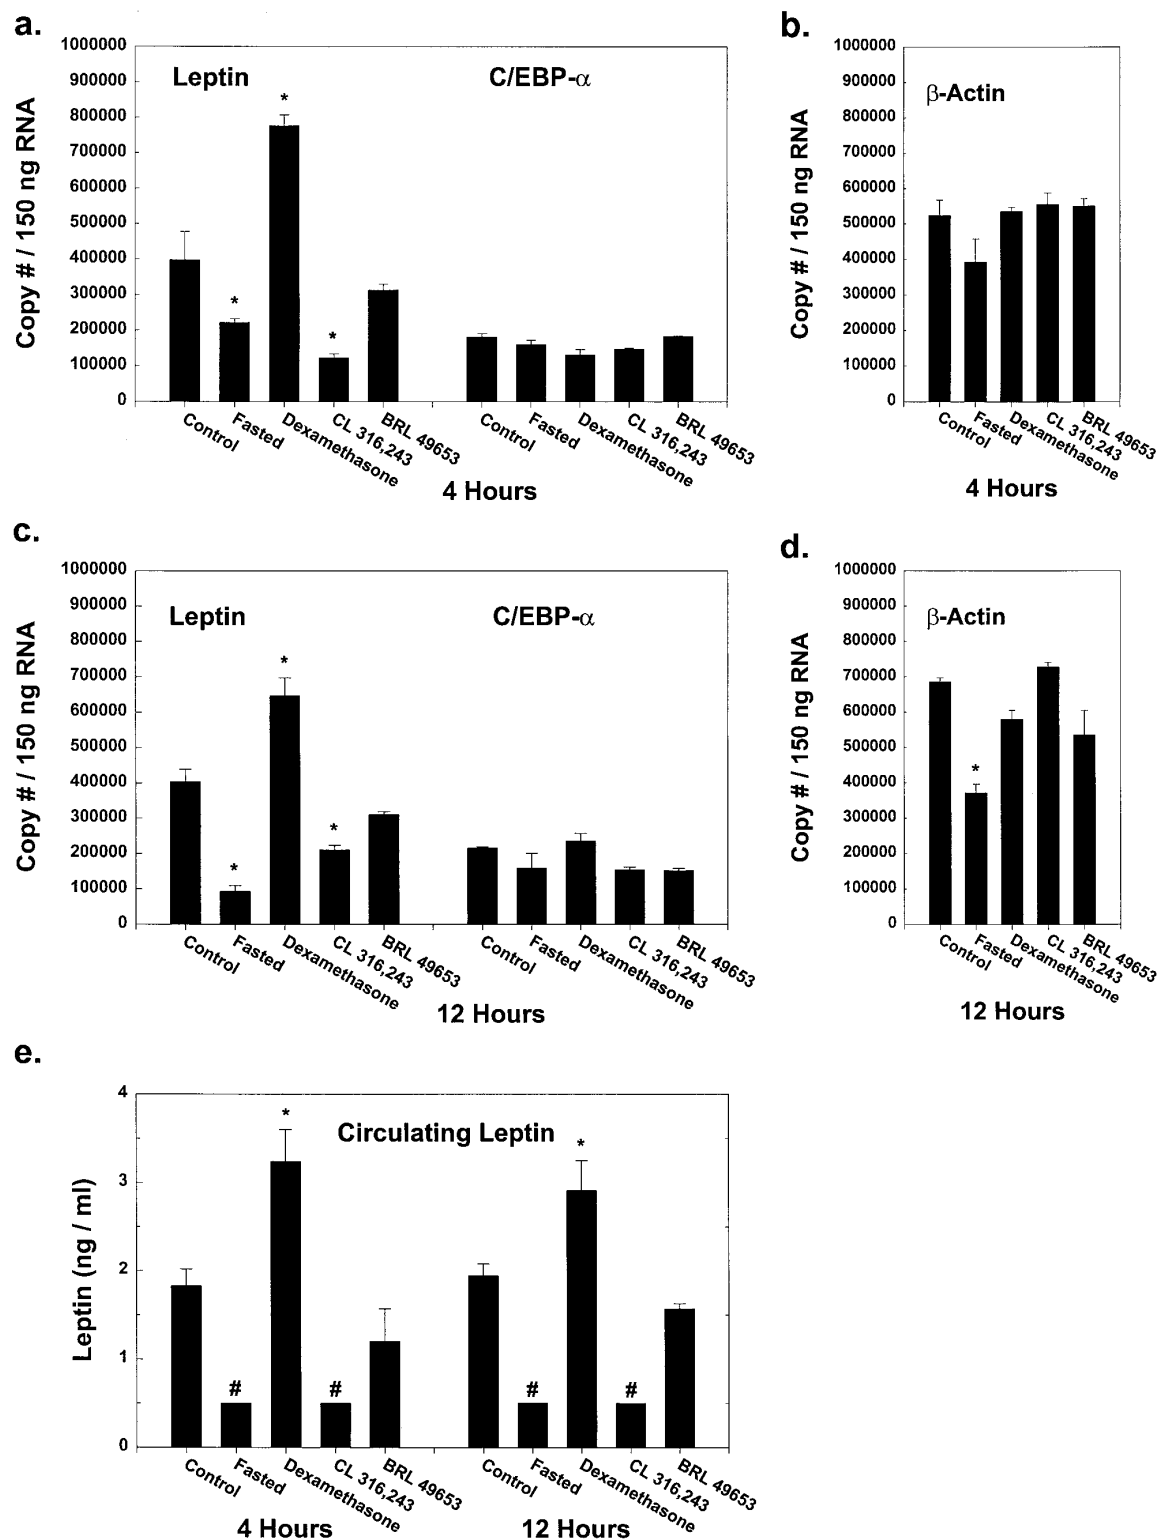 a.
Copy # / 150 ng RNA
1000000
900000
800000
700000
600000
500000
400000
300000
200000
100000
0
Leptin
C/EBP-α
*
*
*
Control
Fasted
Dexamethasone
CL 316,243
BRL 49653
Control
Fasted
Dexamethasone
CL 316,243
BRL 49653
4 Hours
b.
Copy # / 150 ng RNA
1000000
900000
800000
700000
600000
500000
400000
300000
200000
100000
0
β-Actin
Control
Fasted
Dexamethasone
CL 316,243
BRL 49653
4 Hours
c.
Copy # / 150 ng RNA
1000000
900000
800000
700000
600000
500000
400000
300000
200000
100000
0
Leptin
C/EBP-α
*
*
*
Control
Fasted
Dexamethasone
CL 316,243
BRL 49653
Control
Fasted
Dexamethasone
CL 316,243
BRL 49653
12 Hours
d.
Copy # / 150 ng RNA
1000000
900000
800000
700000
600000
500000
400000
300000
200000
100000
0
β-Actin
*
Control
Fasted
Dexamethasone
CL 316,243
BRL 49653
12 Hours
e.
Leptin (ng / ml)
4
3
2
1
0
Circulating Leptin
*
*
# # # #
Control
Fasted
Dexamethasone
CL 316,243
BRL 49653
Control
Fasted
Dexamethasone
CL 316,243
BRL 49653
4 Hours
12 Hours